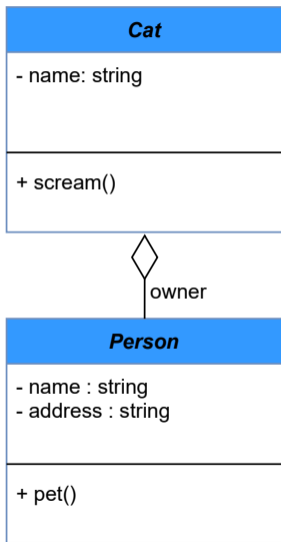 Cat
- name: string
+ scream()
owner
Person
- name : string
- address : string
+ pet()